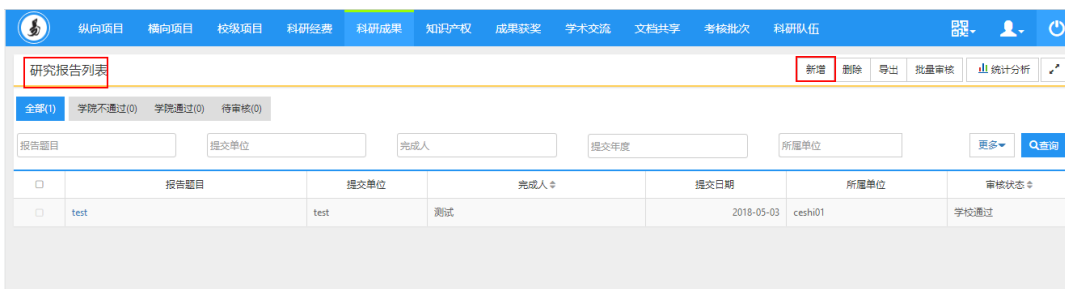 纵向项目 横向项目 校级项目 科研经费 科研成果 知识产权 成果获奖 学术交流 文档共享 考核批次 科研队伍
研究报告列表 新增 删除 导出 批量审核 统计分析
全部(1) 学院不通过(0) 学院通过(0) 待审核(0)
报告题目 提交单位 完成人 提交年度 所属单位 更多 查询
报告题目 提交单位 完成人 提交日期 所属单位 审核状态
test test 测试 2018-05-03 ceshi01 学校通过